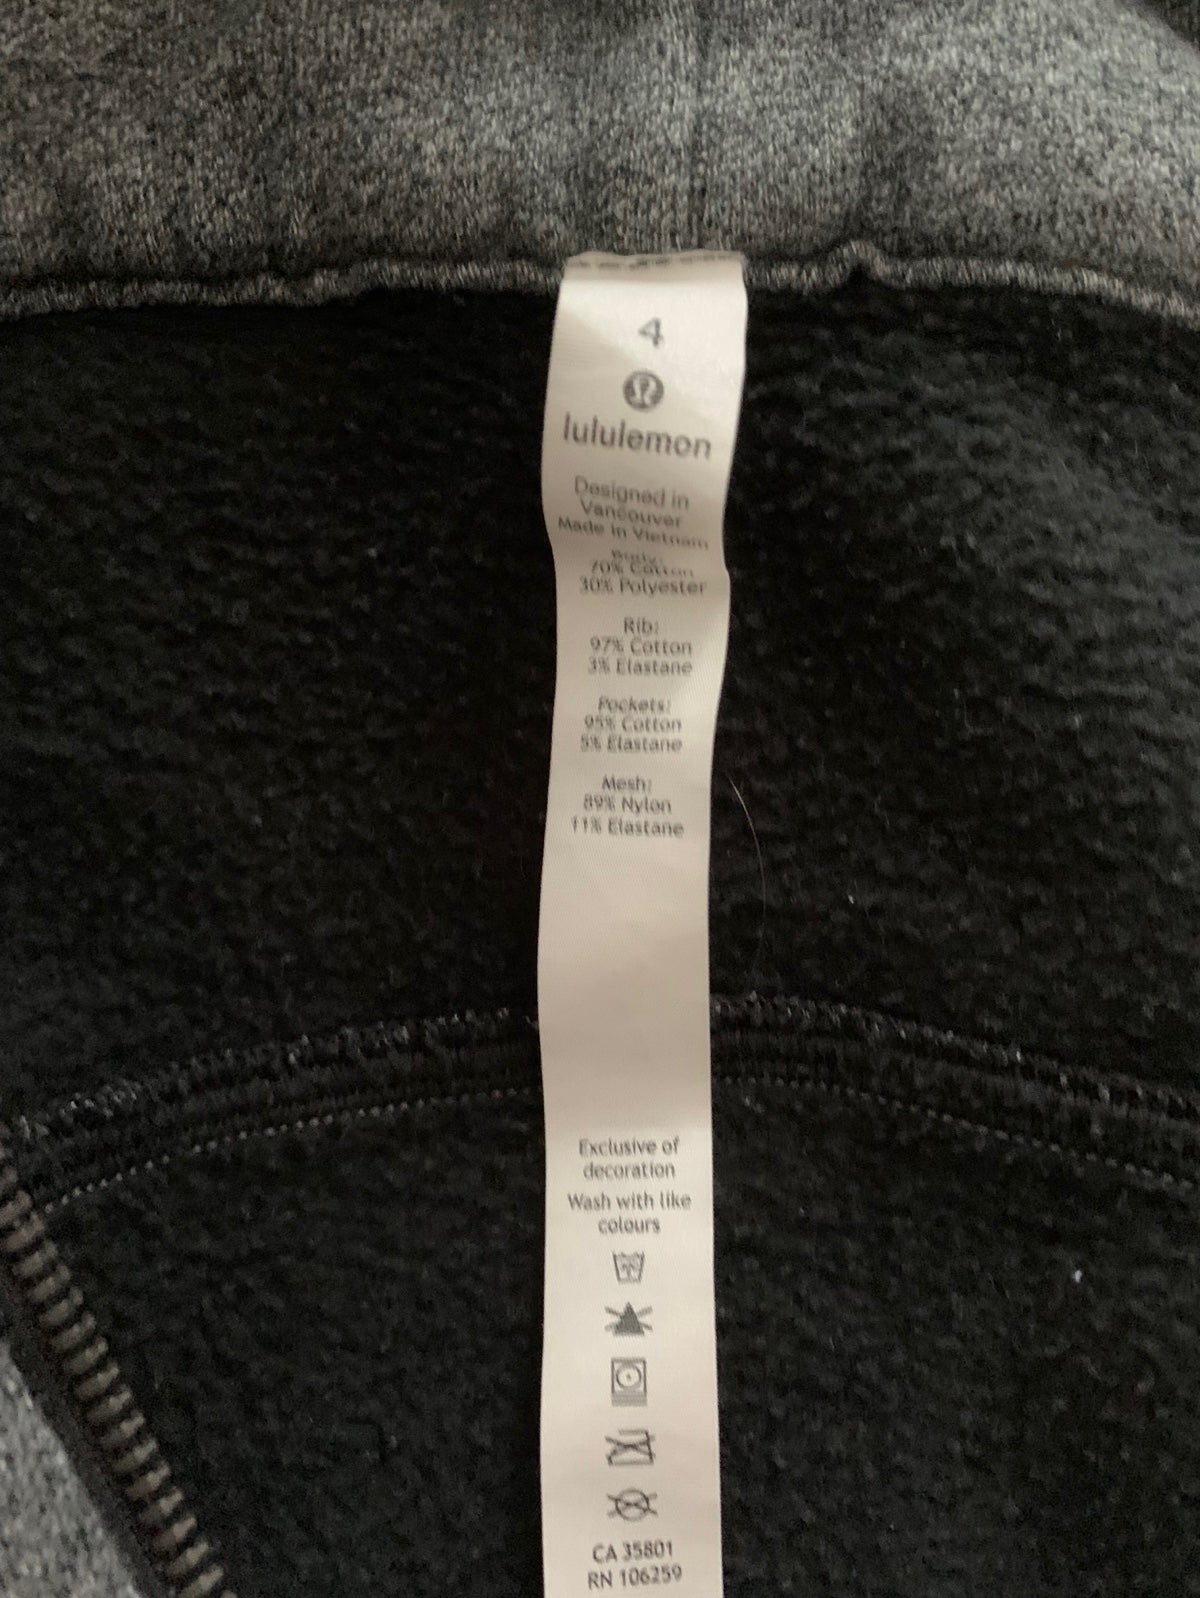 4
lululemon
Designed in
Vancouver
Made in Vietnam
Body:
70% Cotton
30% Polyester
Rib:
97% Cotton
3% Elastane
Pockets:
95% Cotton
5% Elastane
Mesh:
89% Nylon
11% Elastane
Exclusive of
decoration
Wash with like
colours
CA 35801
RN 106259